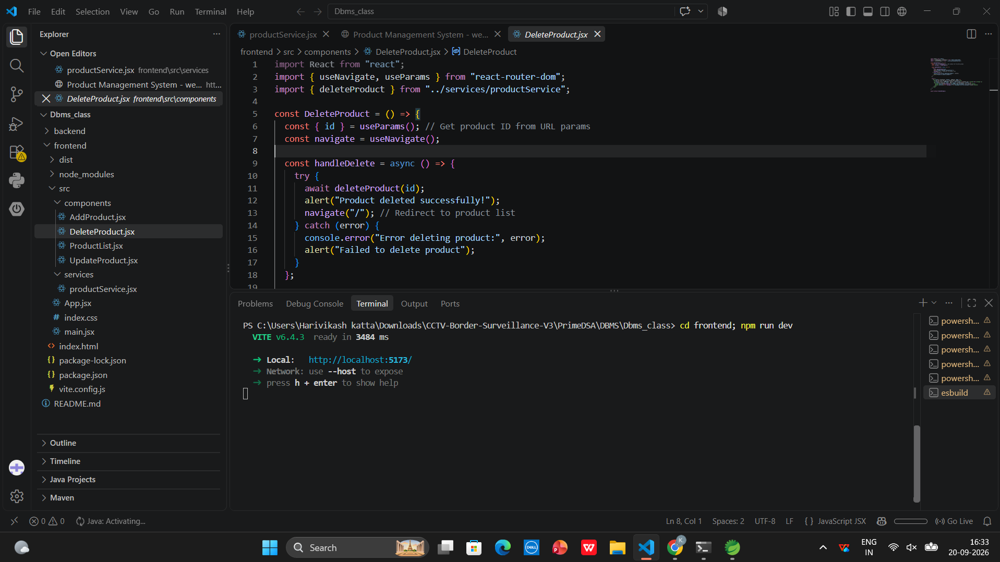 File Edit Selection View Go Run Terminal Help
Dbms_class
Explorer
Open Editors
productService.jsx frontend\src\services
Product Management System - we... htt...
DeleteProduct.jsx frontend\src\components
Dbms_class
backend
frontend
dist
node_modules
src
components
AddProduct.jsx
DeleteProduct.jsx
ProductList.jsx
UpdateProduct.jsx
services
productService.jsx
App.jsx
index.css
main.jsx
index.html
package-lock.json
package.json
vite.config.js
README.md
Outline
Timeline
Java Projects
Maven
productService.jsx
Product Management System - we...
DeleteProduct.jsx
frontend > src > components > DeleteProduct.jsx > DeleteProduct
1 import React from "react";
2 import { useNavigate, useParams } from "react-router-dom";
3 import { deleteProduct } from "../services/productService";
4
5 const DeleteProduct = () => {
6 const { id } = useParams(); // Get product ID from URL params
7 const navigate = useNavigate();
8
9 const handleDelete = async () => {
10 try {
11 await deleteProduct(id);
12 alert("Product deleted successfully!");
13 navigate("/"); // Redirect to product list
14 } catch (error) {
15 console.error("Error deleting product:", error);
16 alert("Failed to delete product");
17 }
18 };
19
Problems Debug Console Terminal Output Ports
PS C:\Users\Harivikash katta\Downloads\CCTV-Border-Surveillance-V3\PrimeDSA\DBMS\Dbms_class> cd frontend; npm run dev
VITE v6.4.3 ready in 3484 ms
➜ Local: http://localhost:5173/
➜ Network: use --host to expose
➜ press h + enter to show help
powersh...
powersh...
powersh...
powersh...
powersh...
esbuild
0 0 Java: Activating...
Ln 8, Col 1 Spaces: 2 UTF-8 LF { } JavaScript JSX Go Live
Search
DELL
K
ENG
IN
16:33
20-09-2026